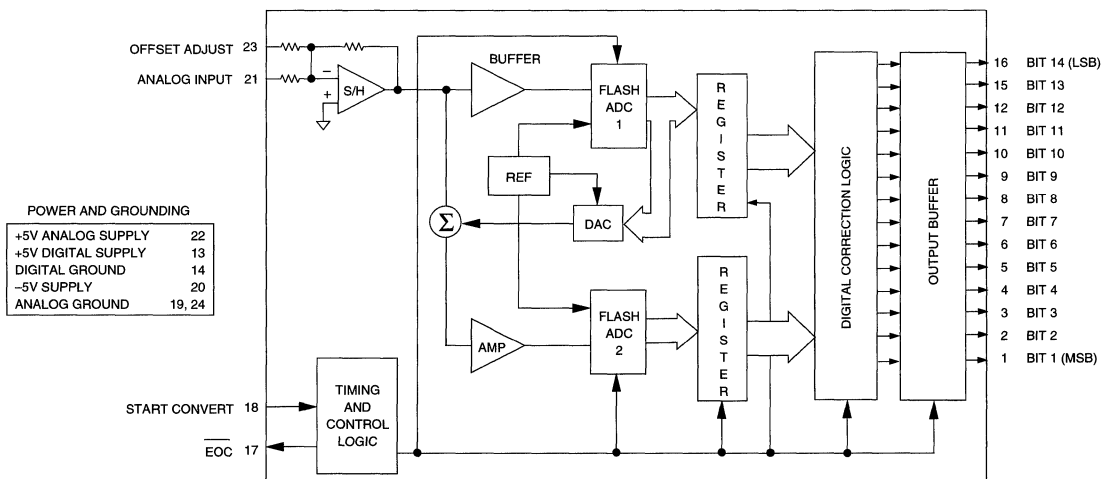 OFFSET ADJUST 23
ANALOG INPUT 21
−
+
S/H
BUFFER
FLASH
ADC
1
REGISTER
REF
DAC
Σ
AMP
FLASH
ADC
2
REGISTER
DIGITAL CORRECTION LOGIC
OUTPUT BUFFER
16 BIT 14 (LSB)
15 BIT 13
12 BIT 12
11 BIT 11
10 BIT 10
9 BIT 9
8 BIT 8
7 BIT 7
6 BIT 6
5 BIT 5
4 BIT 4
3 BIT 3
2 BIT 2
1 BIT 1 (MSB)
POWER AND GROUNDING
+5V ANALOG SUPPLY 22
+5V DIGITAL SUPPLY 13
DIGITAL GROUND 14
–5V SUPPLY 20
ANALOG GROUND 19, 24
START CONVERT 18
EOC 17
TIMING
AND
CONTROL
LOGIC